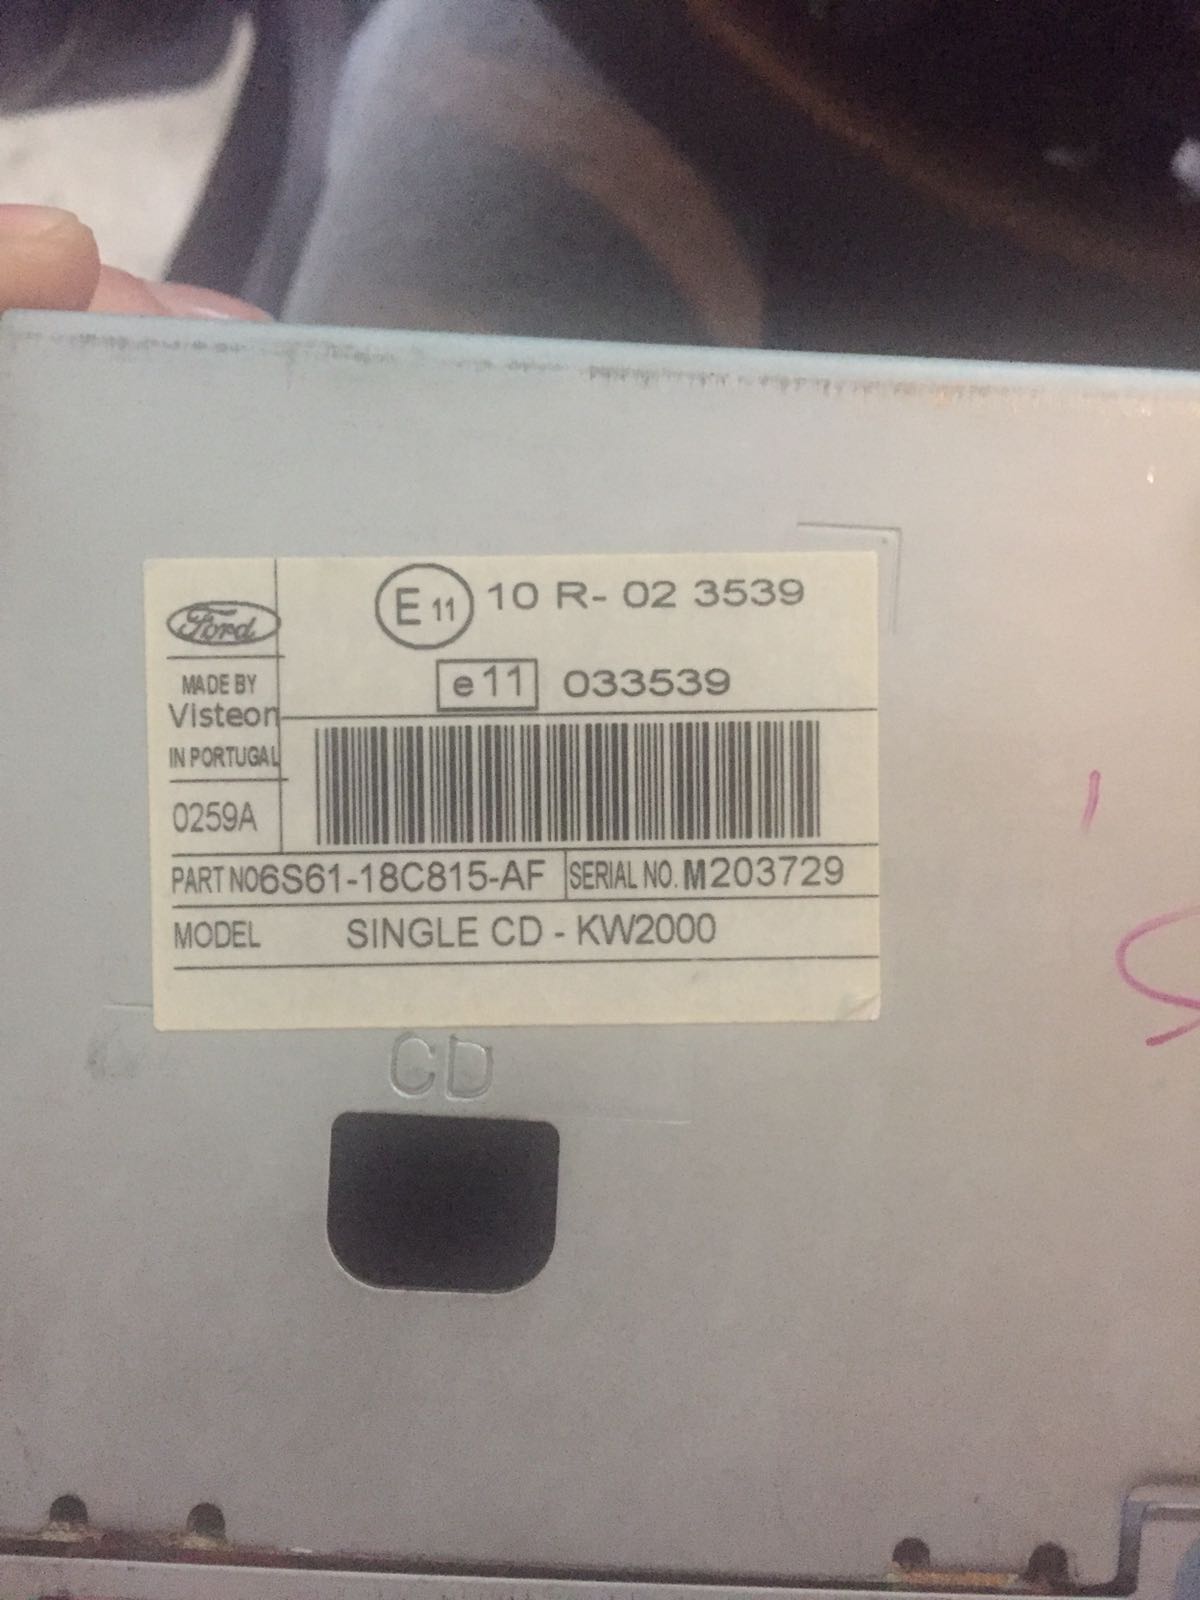 E 11 10 R- 02 3539
Ford
e11 033539
MADE BY
Visteon
IN PORTUGAL
0259A
PART NO6S61-18C815-AF SERIAL NO. M203729
MODEL SINGLE CD - KW2000
CD